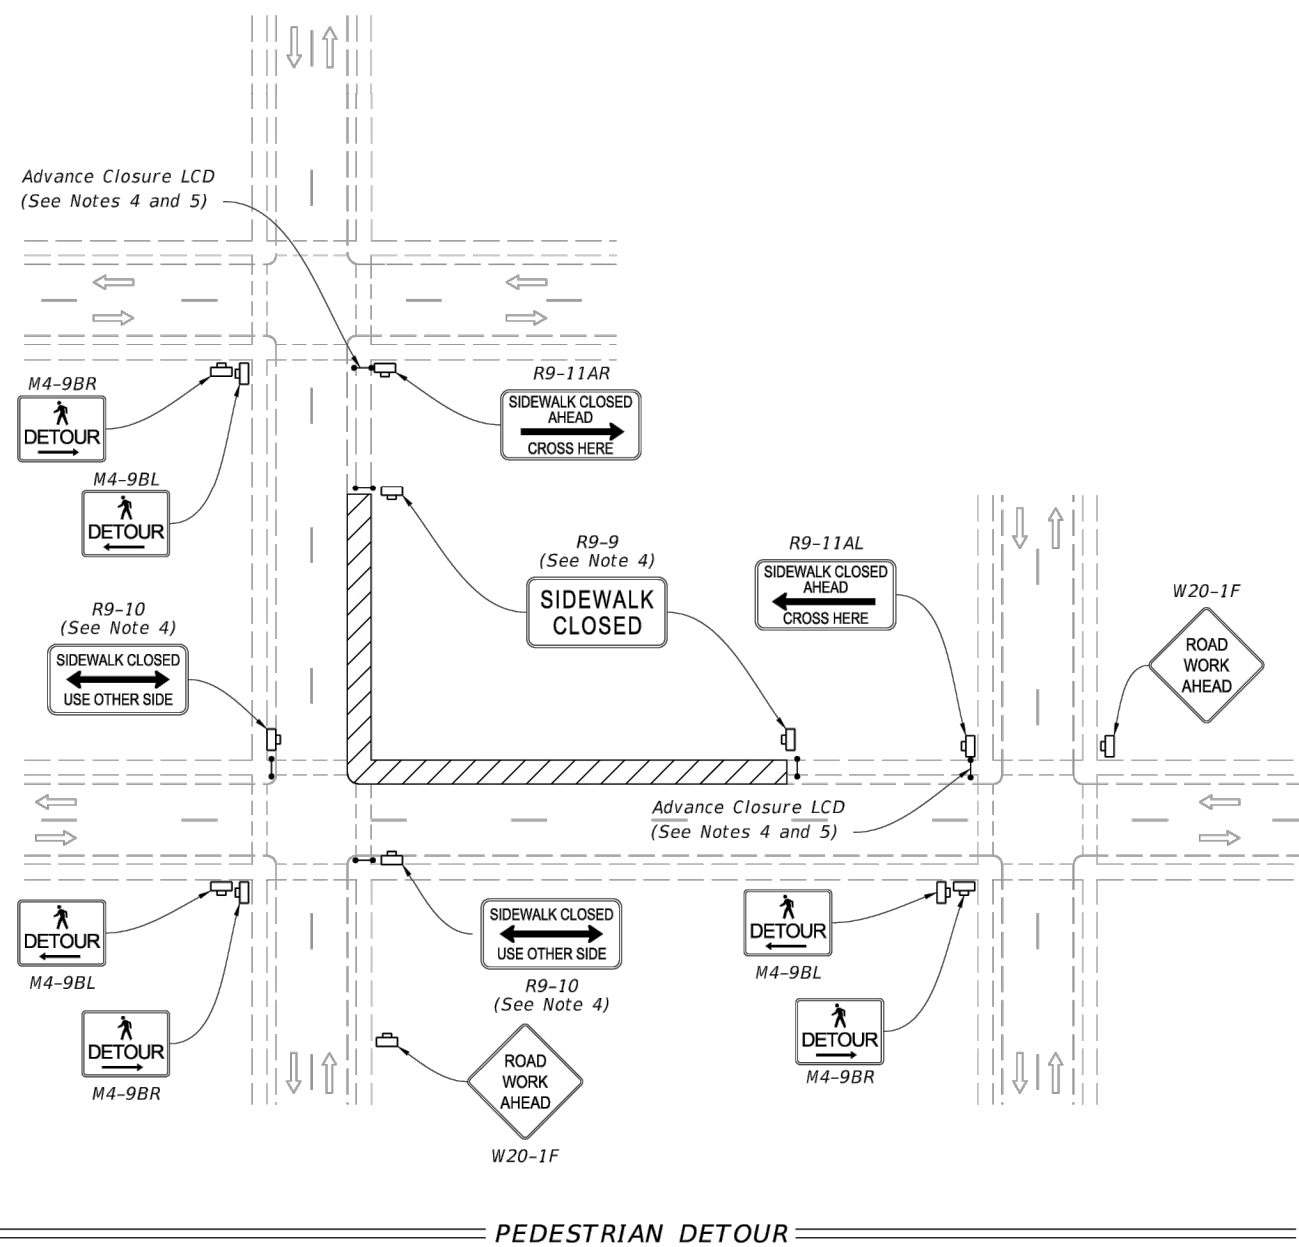 Advance Closure LCD
(See Notes 4 and 5)
M4-9BR
DETOUR
M4-9BL
DETOUR
R9-11AR
SIDEWALK CLOSED
AHEAD
CROSS HERE
R9-9
(See Note 4)
SIDEWALK
CLOSED
R9-11AL
SIDEWALK CLOSED
AHEAD
CROSS HERE
W20-1F
ROAD
WORK
AHEAD
R9-10
(See Note 4)
SIDEWALK CLOSED
USE OTHER SIDE
Advance Closure LCD
(See Notes 4 and 5)
DETOUR
M4-9BL
DETOUR
M4-9BR
SIDEWALK CLOSED
USE OTHER SIDE
R9-10
(See Note 4)
ROAD
WORK
AHEAD
W20-1F
DETOUR
M4-9BL
DETOUR
M4-9BR
PEDESTRIAN DETOUR